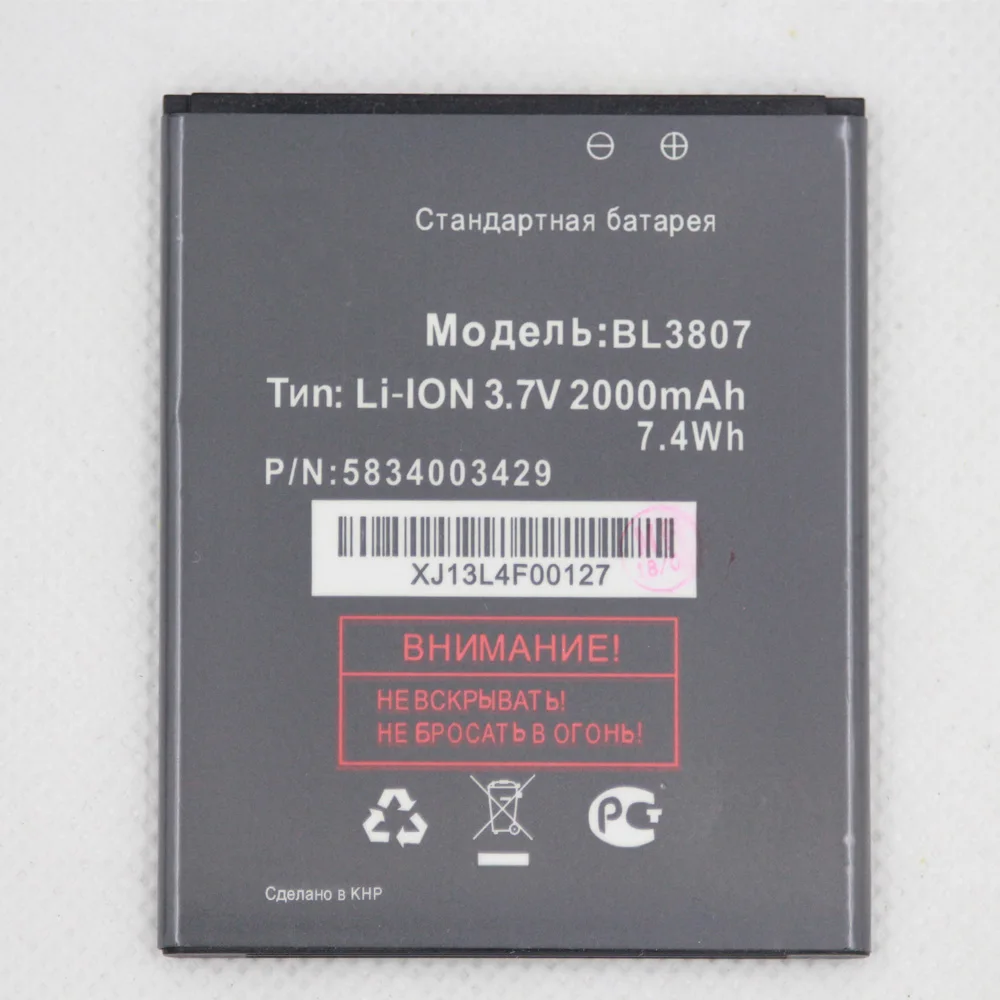 Стандартная батарея
Модель:BL3807
Тип: Li-ION 3.7V 2000mAh
7.4Wh
P/N:5834003429
XJ13L4F00127
ВНИМАНИЕ!
НЕ ВСКРЫВАТЬ!
НЕ БРОСАТЬ В ОГОНЬ!
РСТ
Сделано в КНР